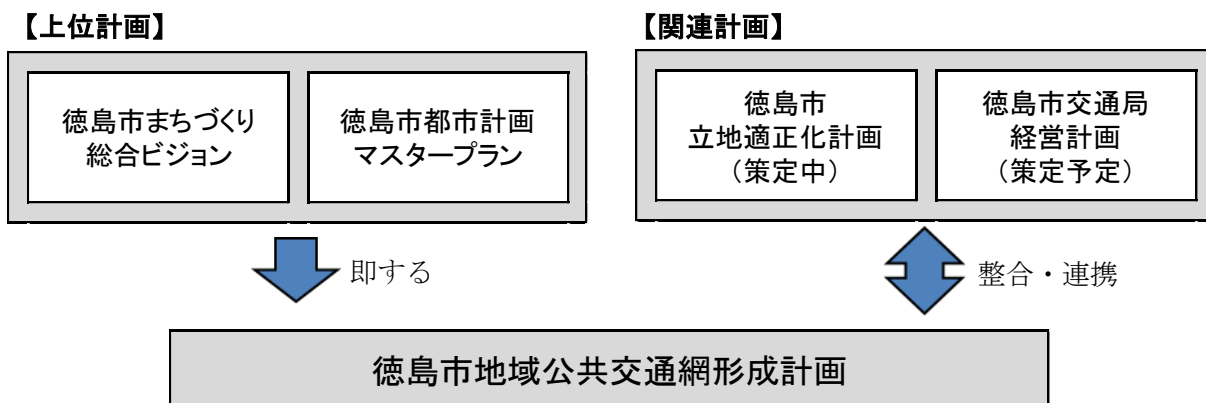 【上位計画】
徳島市まちづくり
総合ビジョン
徳島市都市計画
マスタープラン
即する
【関連計画】
徳島市
立地適正化計画
（策定中）
徳島市交通局
経営計画
（策定予定）
整合・連携
徳島市地域公共交通網形成計画